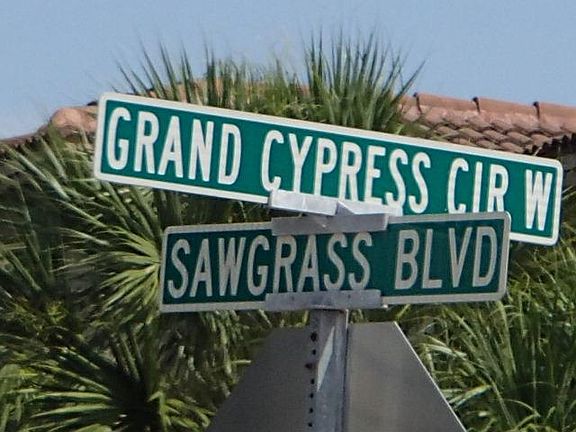 GRAND CYPRESS CIR W
SAWGRASS BLVD